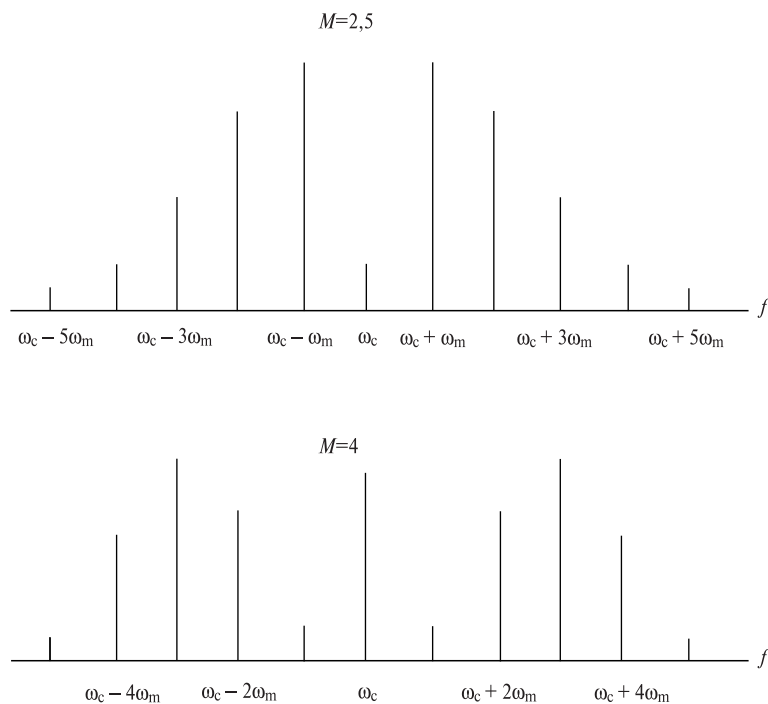 M=2,5
f
ωc – 5ωm ωc – 3ωm ωc – ωm ωc ωc + ωm ωc + 3ωm ωc + 5ωm
M=4
f
ωc – 4ωm ωc – 2ωm ωc ωc + 2ωm ωc + 4ωm